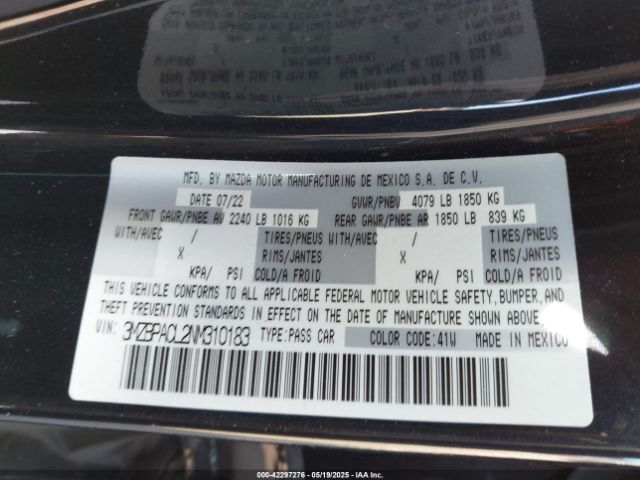 MFD. BY MAZDA MOTOR MANUFACTURING DE MEXICO S.A. DE C.V.
DATE 07/22 GVWR/PNBV 4079 LB 1850 KG
FRONT GAWR/PNBE AV 2240 LB 1016 KG REAR GAWR/PNBE AR 1850 LB 839 KG
WITH/AVEC / TIRES/PNEUS WITH/AVEC / TIRES/PNEUS
X RIMS/JANTES X RIMS/JANTES
KPA/ PSI COLD/A FROID KPA/ PSI COLD/A FROID
THIS VEHICLE CONFORMS TO ALL APPLICABLE FEDERAL MOTOR VEHICLE SAFETY, BUMPER, AND
THEFT PREVENTION STANDARDS IN EFFECT ON THE DATE OF MANUFACTURE SHOWN ABOVE.
VIN: 3MZBPACL2NM310183 TYPE:PASS CAR COLOR CODE:41W MADE IN MEXICO
000-42297276 - 05/19/2025 - IAA Inc.